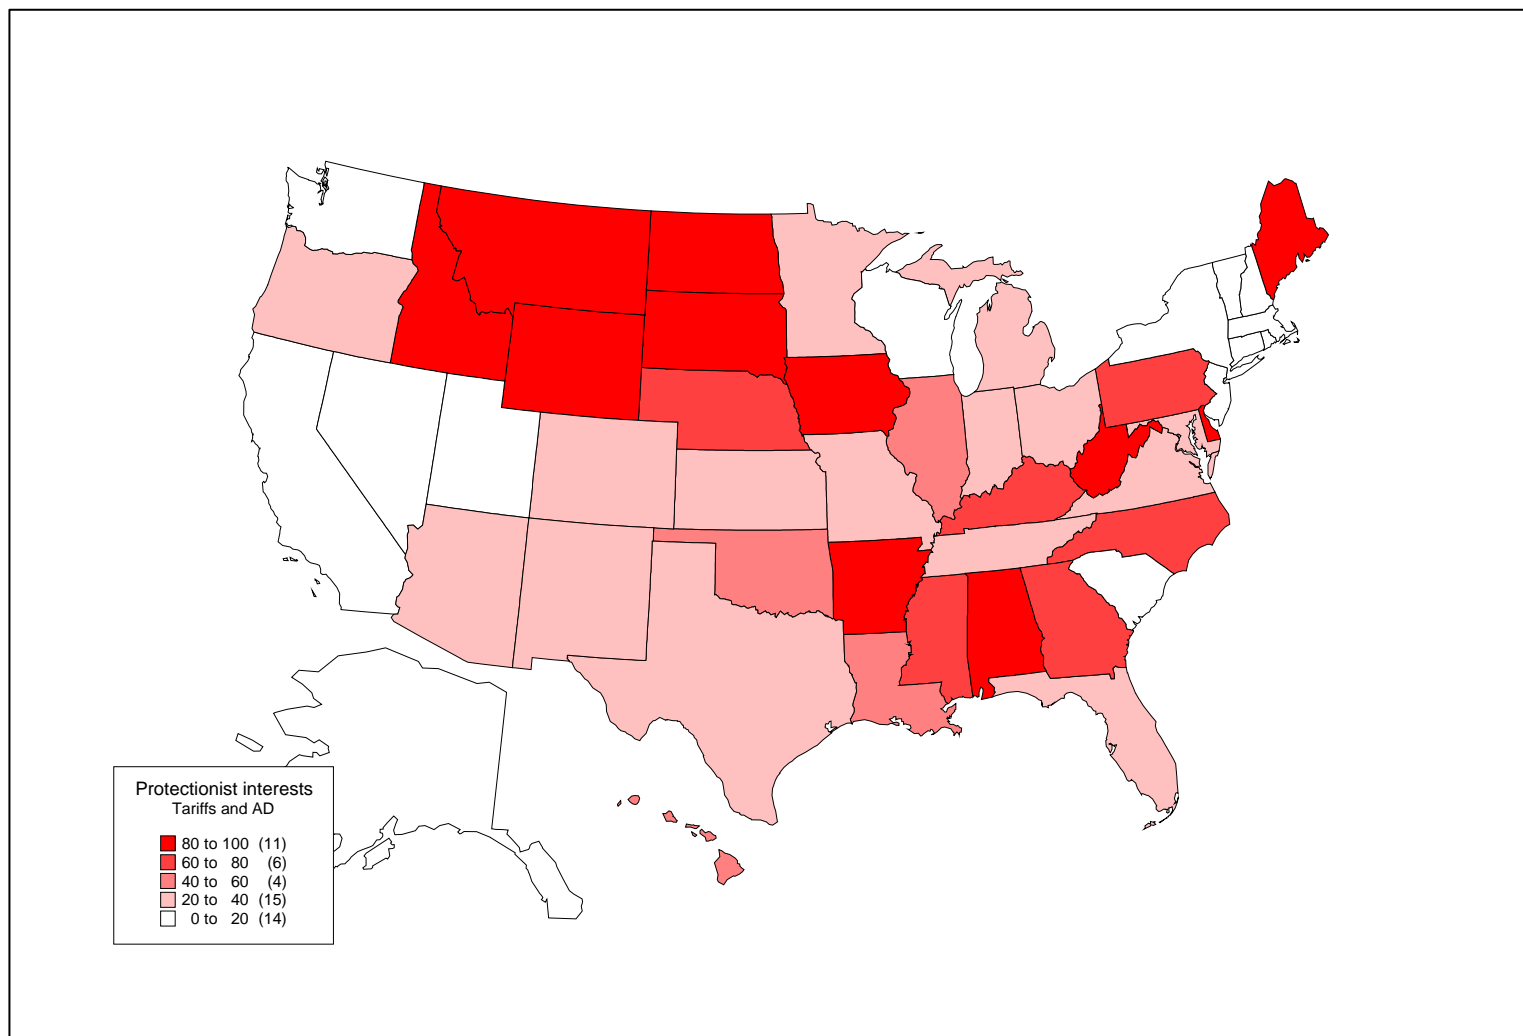 Protectionist interests
Tariffs and AD
80 to 100 (11)
60 to 80 (6)
40 to 60 (4)
20 to 40 (15)
0 to 20 (14)